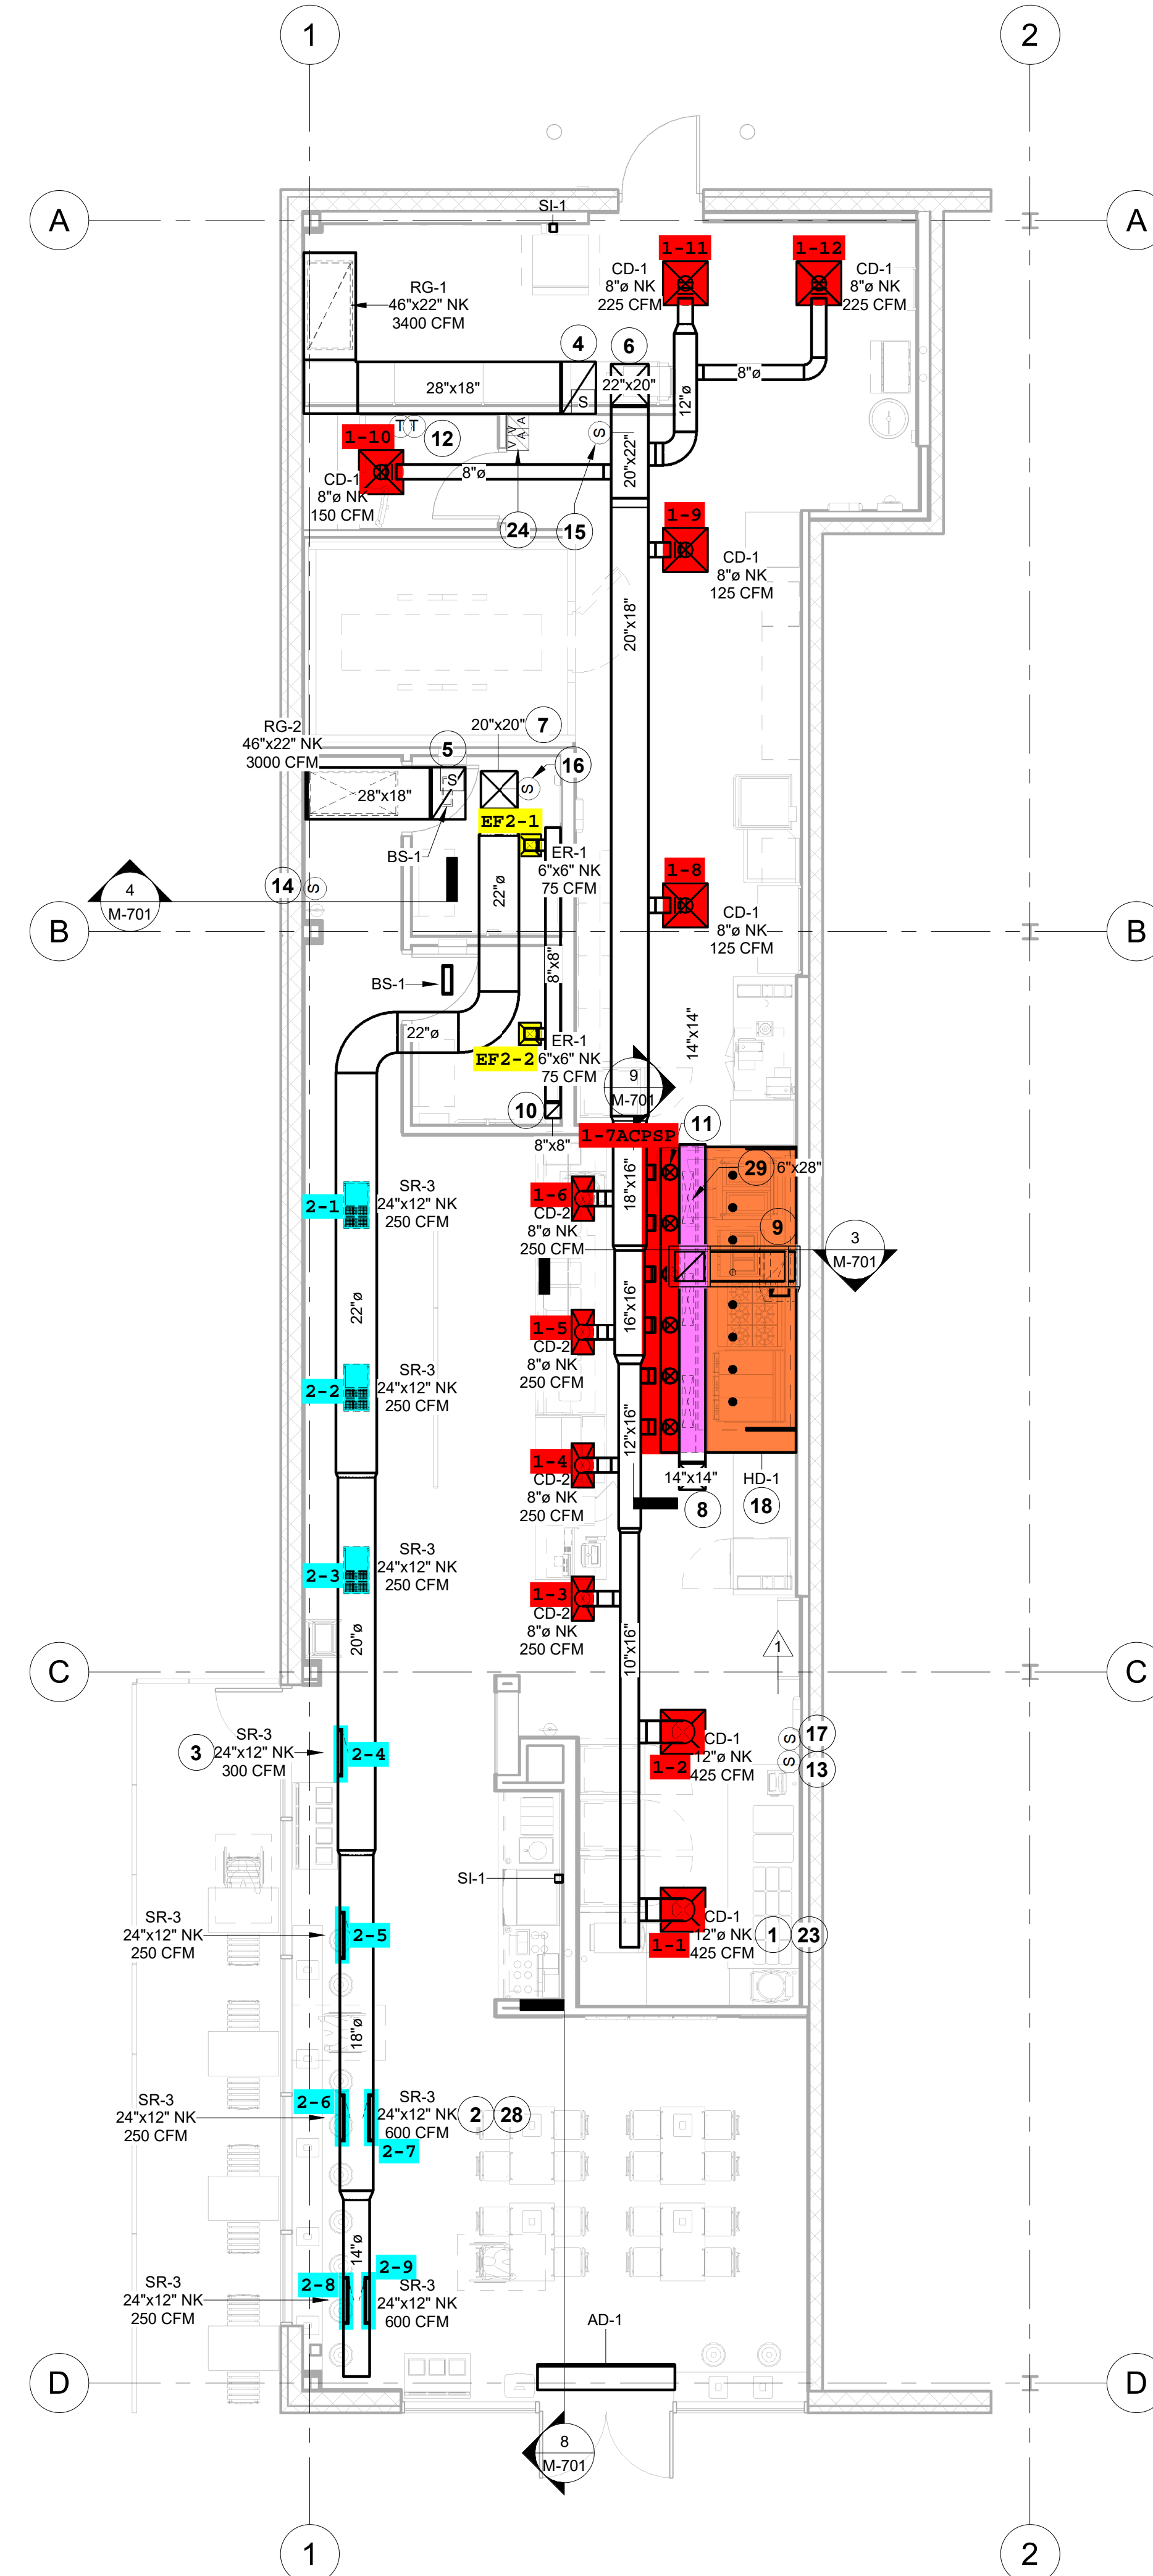 1
2
A
A
SI-1
1-11
1-12
CD-1
8"ø NK
225 CFM
CD-1
8"ø NK
225 CFM
RG-1
46"x22" NK
3400 CFM
4
6
28"x18"
S
22"x20"
12"ø
8"ø
1-10
T
T
12
V
V
A
A
S
20"x22"
CD-1
8"ø NK
150 CFM
8"ø
24
15
1-9
CD-1
8"ø NK
125 CFM
20"x18"
RG-2
46"x22" NK
3000 CFM
5
20"x20"
7
16
S
S
28"x18"
EF2-1
BS-1
ER-1
6"x6" NK
75 CFM
1-8
14
S
4
M-701
22"ø
CD-1
8"ø NK
125 CFM
B
B
8"x8"
BS-1
22"ø
14"x14"
EF2-2
ER-1
6"x6" NK
75 CFM
9
M-701
10
8"x8"
1-7ACPSP
11
29
6"x28"
18"x16"
2-1
SR-3
24"x12" NK
250 CFM
1-6
CD-2
8"ø NK
250 CFM
9
3
M-701
22"ø
16"x16"
1-5
CD-2
8"ø NK
250 CFM
2-2
SR-3
24"x12" NK
250 CFM
12"x16"
1-4
CD-2
8"ø NK
250 CFM
14"x14"
8
HD-1
18
2-3
SR-3
24"x12" NK
250 CFM
1-3
CD-2
8"ø NK
250 CFM
20"ø
10"x16"
1
C
C
3
SR-3
24"x12" NK
300 CFM
2-4
1-2
CD-1
12"ø NK
425 CFM
S
17
S
13
SI-1
SR-3
24"x12" NK
250 CFM
2-5
1-1
CD-1
12"ø NK
425 CFM
1
23
18"ø
SR-3
24"x12" NK
250 CFM
2-6
SR-3
24"x12" NK
600 CFM
2
28
2-7
14"ø
2-9
SR-3
24"x12" NK
250 CFM
2-8
SR-3
24"x12" NK
600 CFM
AD-1
D
D
8
M-701
1
2